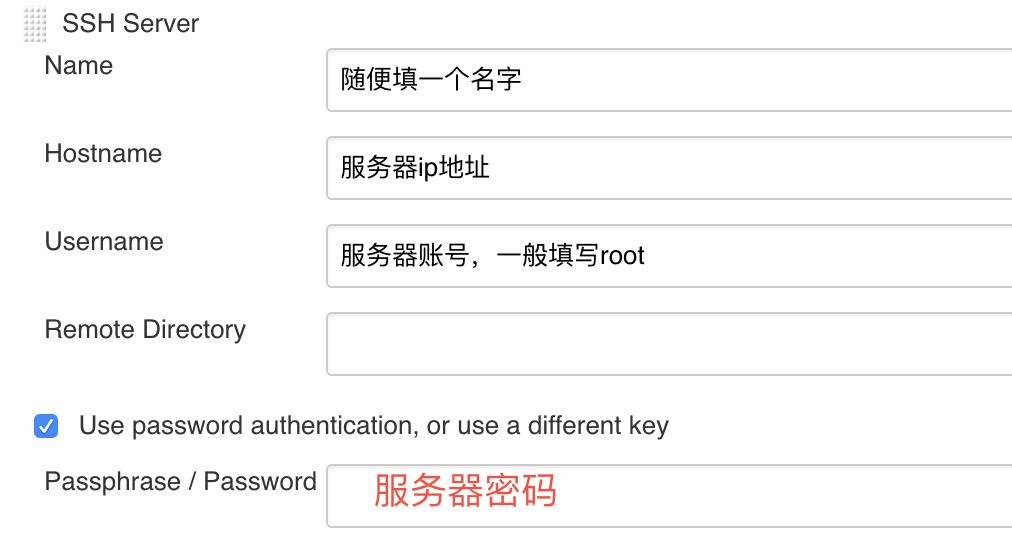 SSH Server
Name
随便填一个名字
Hostname
服务器ip地址
Username
服务器账号，一般填写root
Remote Directory
Use password authentication, or use a different key
Passphrase / Password
服务器密码